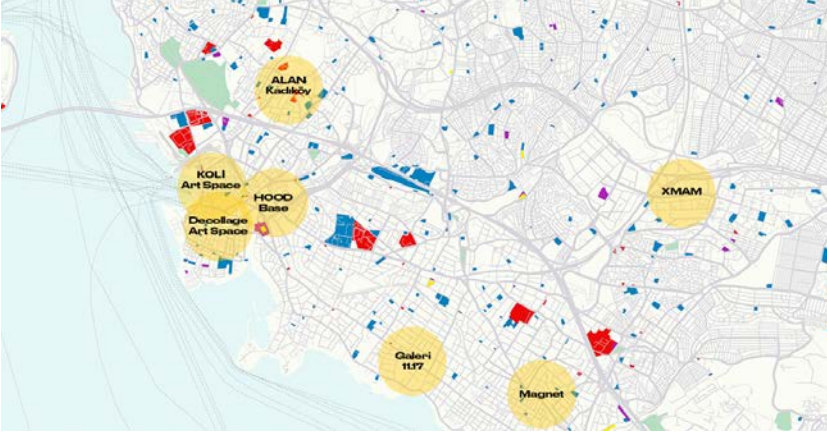 ALAN
Kadıköy
KOLİ
Art Space
HOOD
Base
Decollage
Art Space
XMAM
Galeri
11.17
Magnet